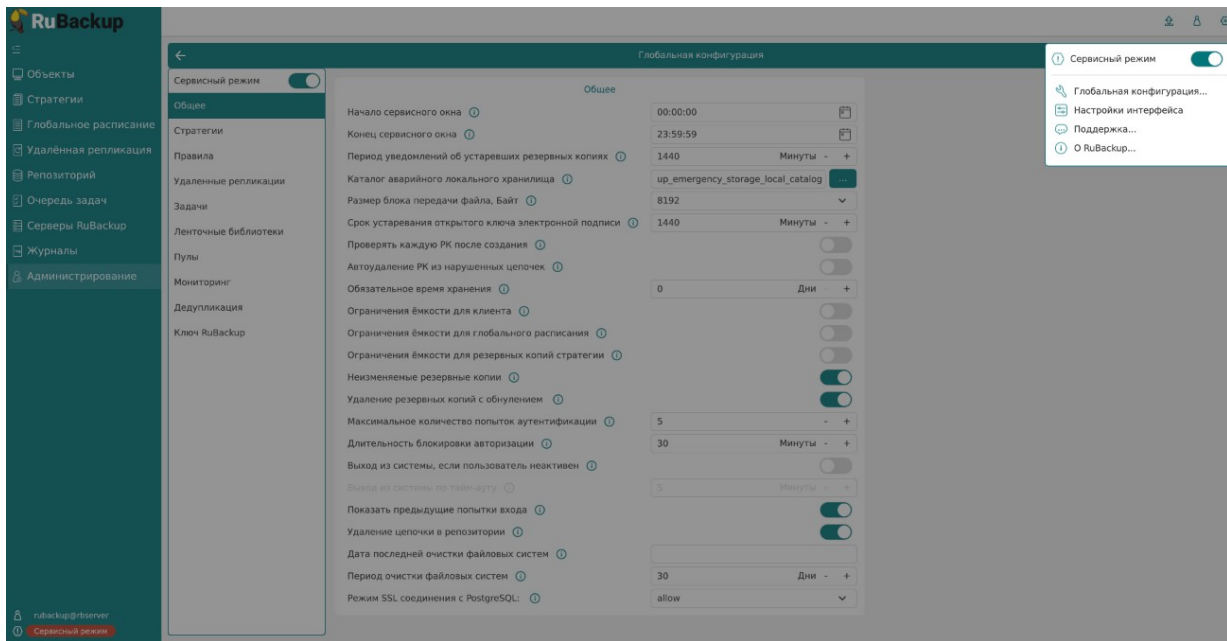 RuBackup
Объекты
Стратегии
Глобальное расписание
Удалённая репликация
Репозиторий
Очередь задач
Серверы RuBackup
Журналы
Администрирование
rubackup@rbserver
Сервисный режим
Глобальная конфигурация
Сервисный режим
Общее
Стратегии
Правила
Удаленные репликации
Задачи
Ленточные библиотеки
Пулы
Мониторинг
Дедупликация
Ключ RuBackup
Общее
Начало сервисного окна 00:00:00
Конец сервисного окна 23:59:59
Период уведомлений об устаревших резервных копиях 1440 Минуты - +
Каталог аварийного локального хранилища up_emergency_storage_local_catalog ...
Размер блока передачи файла, Байт 8192
Срок устаревания открытого ключа электронной подписи 1440 Минуты - +
Проверять каждую РК после создания
Автоудаление РК из нарушенных цепочек
Обязательное время хранения 0 Дни - +
Ограничения ёмкости для клиента
Ограничения ёмкости для глобального расписания
Ограничения ёмкости для резервных копий стратегии
Неизменяемые резервные копии
Удаление резервных копий с обнулением
Максимальное количество попыток аутентификации 5 - +
Длительность блокировки авторизации 30 Минуты - +
Выход из системы, если пользователь неактивен
Выход из системы по тайм-ауту 5 Минуты - +
Показать предыдущие попытки входа
Удаление цепочки в репозитории
Дата последней очистки файловых систем
Период очистки файловых систем 30 Дни - +
Режим SSL соединения с PostgreSQL: allow
Сервисный режим
Глобальная конфигурация...
Настройки интерфейса
Поддержка...
О RuBackup...